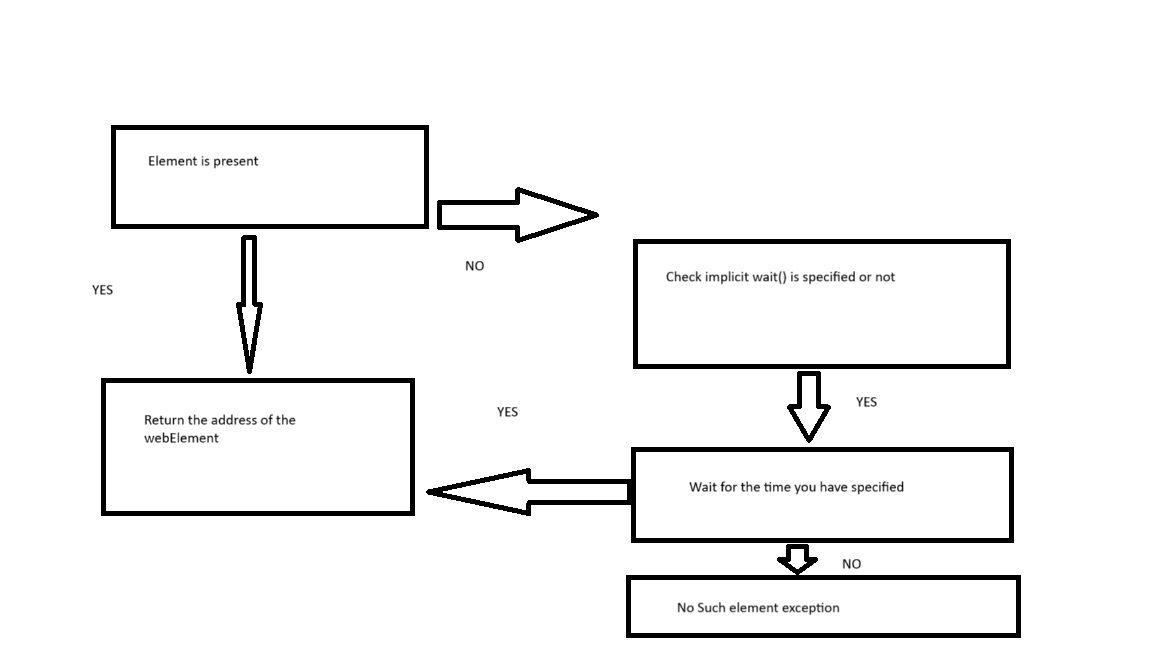 Element is present
NO
YES
Check implicit wait() is specified or not
YES
Return the address of the
webElement
YES
Wait for the time you have specified
NO
No Such element exception